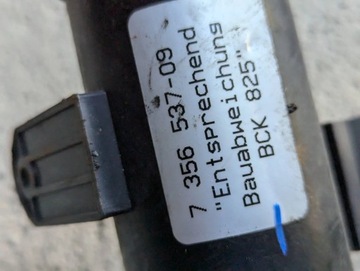 7 356 537-09
"Entsprechend
Bauabweichung
BCK 825"